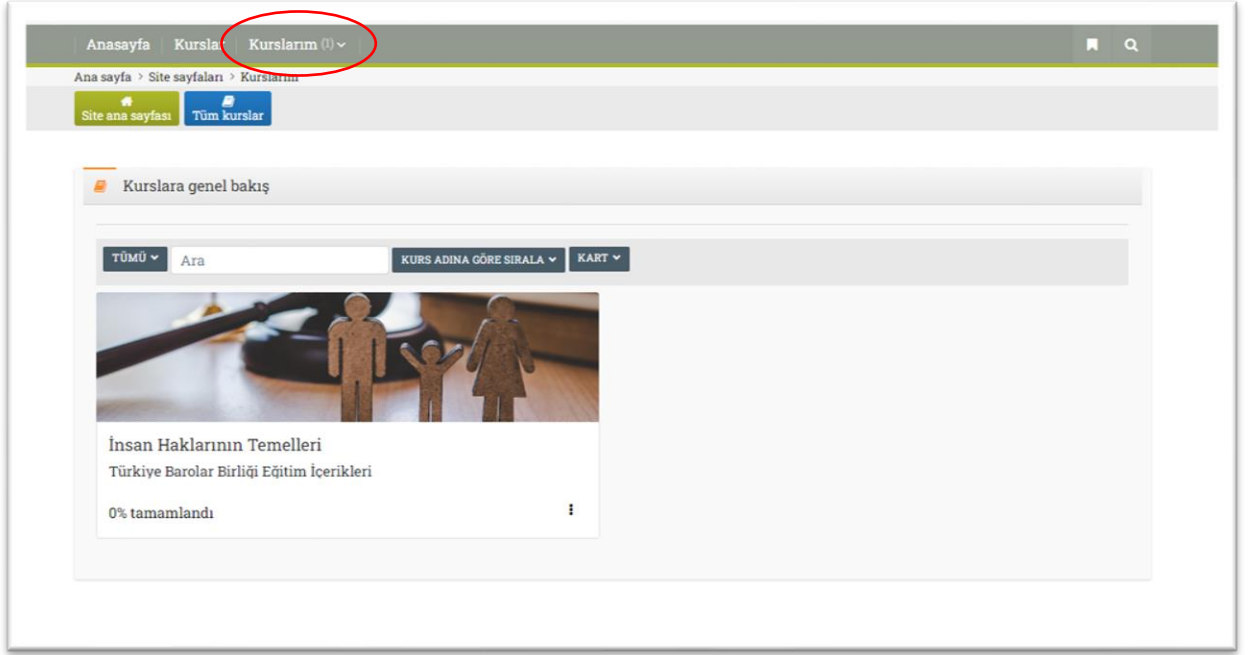 Anasayfa Kurslar Kurslarım (1)
Ana sayfa > Site sayfaları > Kurslarım
Site ana sayfası Tüm kurslar
Kurslara genel bakış
TÜMÜ Ara KURS ADINA GÖRE SIRALA KART
İnsan Haklarının Temelleri
Türkiye Barolar Birliği Eğitim İçerikleri
0% tamamlandı